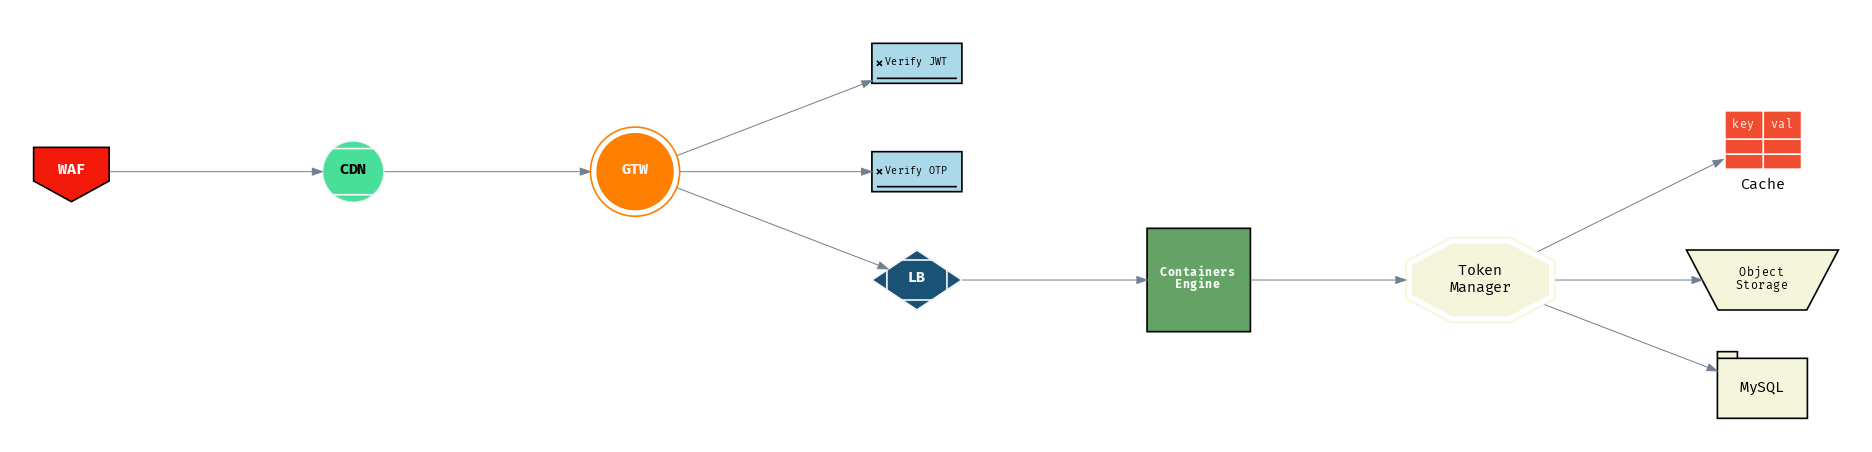 WAF
CDN
GTW
Verify JWT
Verify OTP
LB
Containers
Engine
Token
Manager
key val
Cache
Object
Storage
MySQL